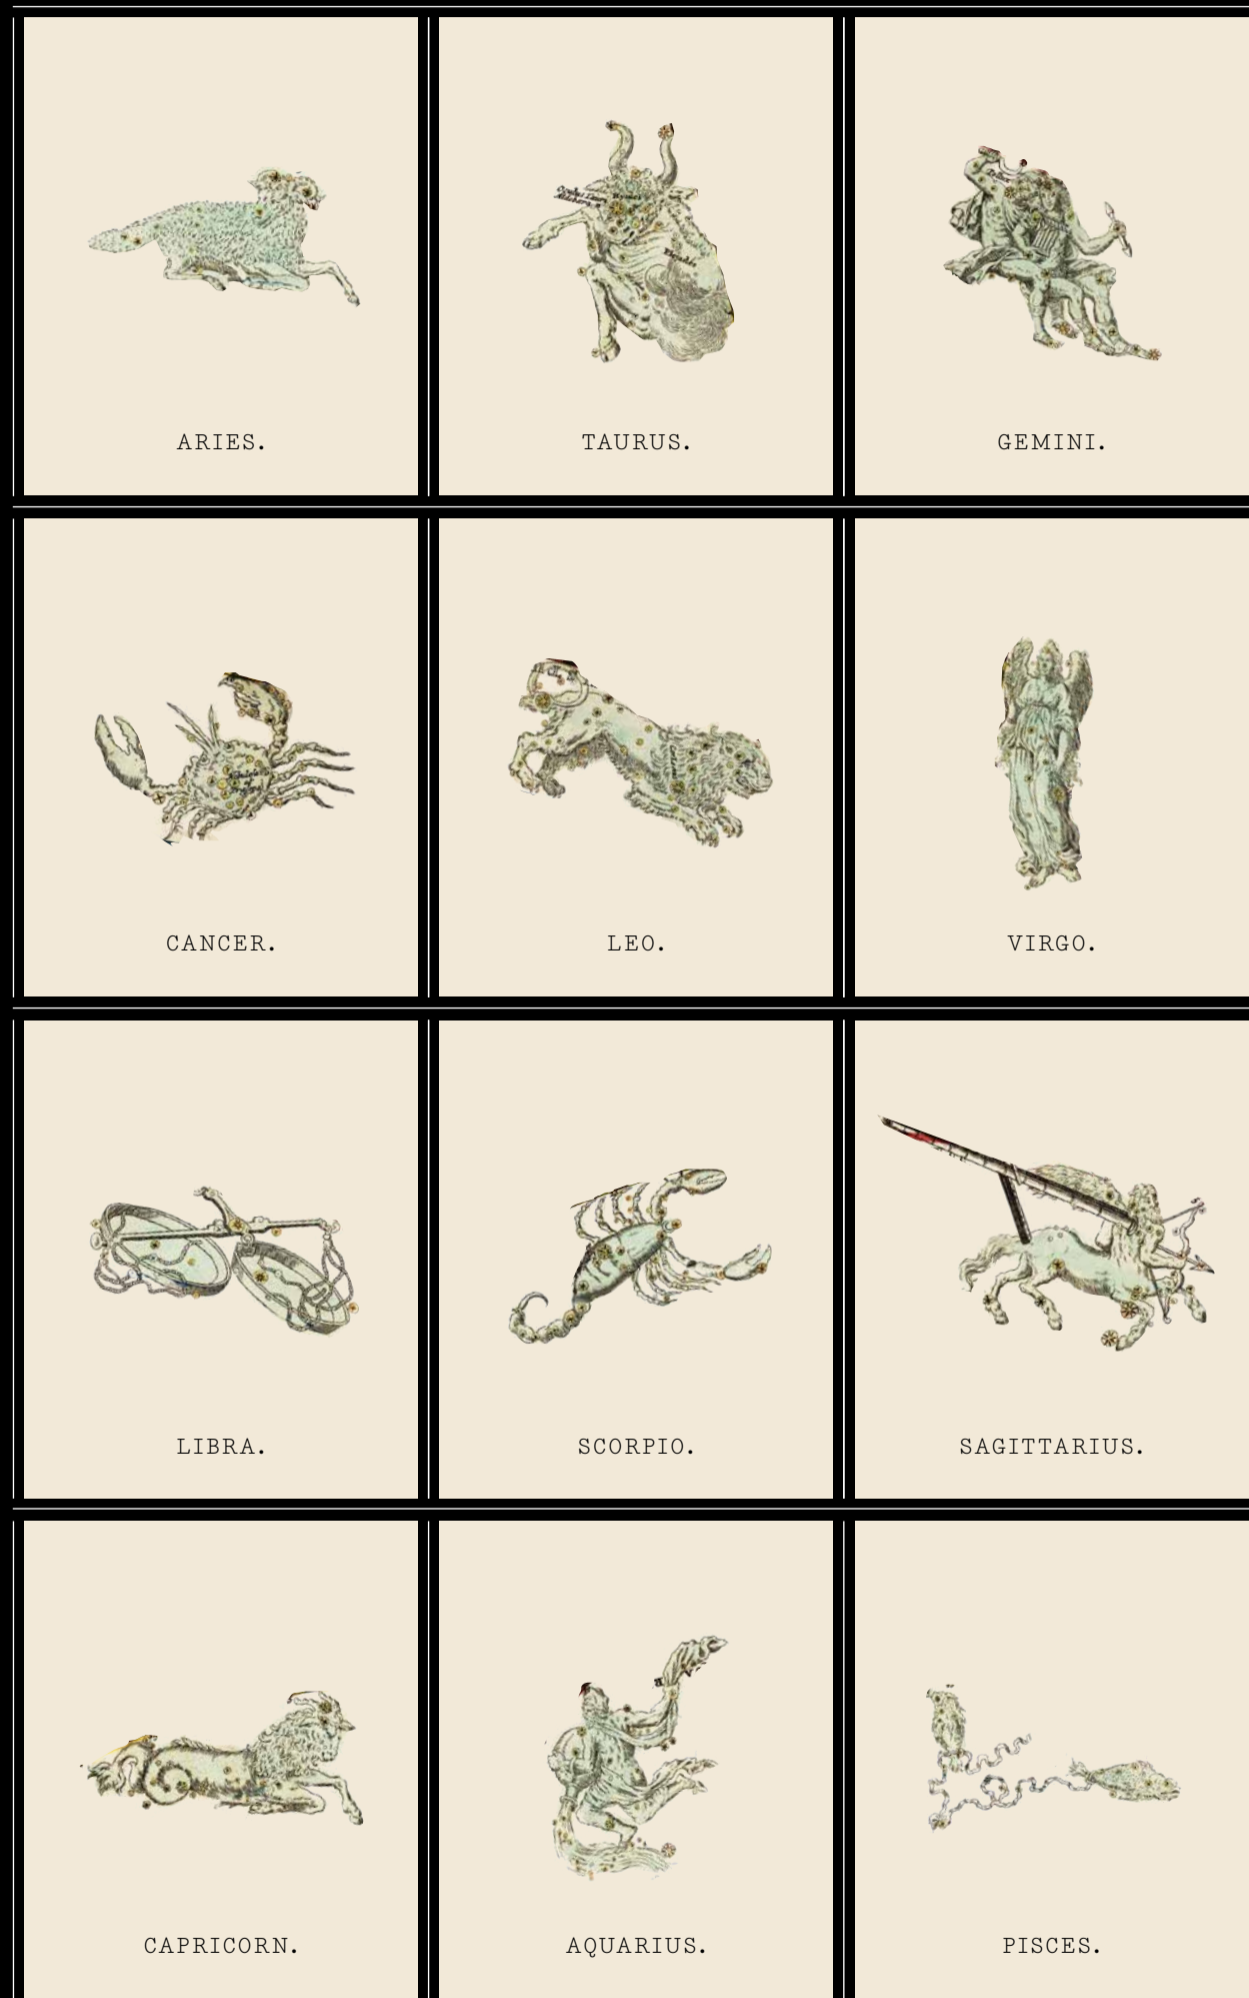 ARIES.
TAURUS.
GEMINI.
CANCER.
LEO.
VIRGO.
LIBRA.
SCORPIO.
SAGITTARIUS.
CAPRICORN.
AQUARIUS.
PISCES.